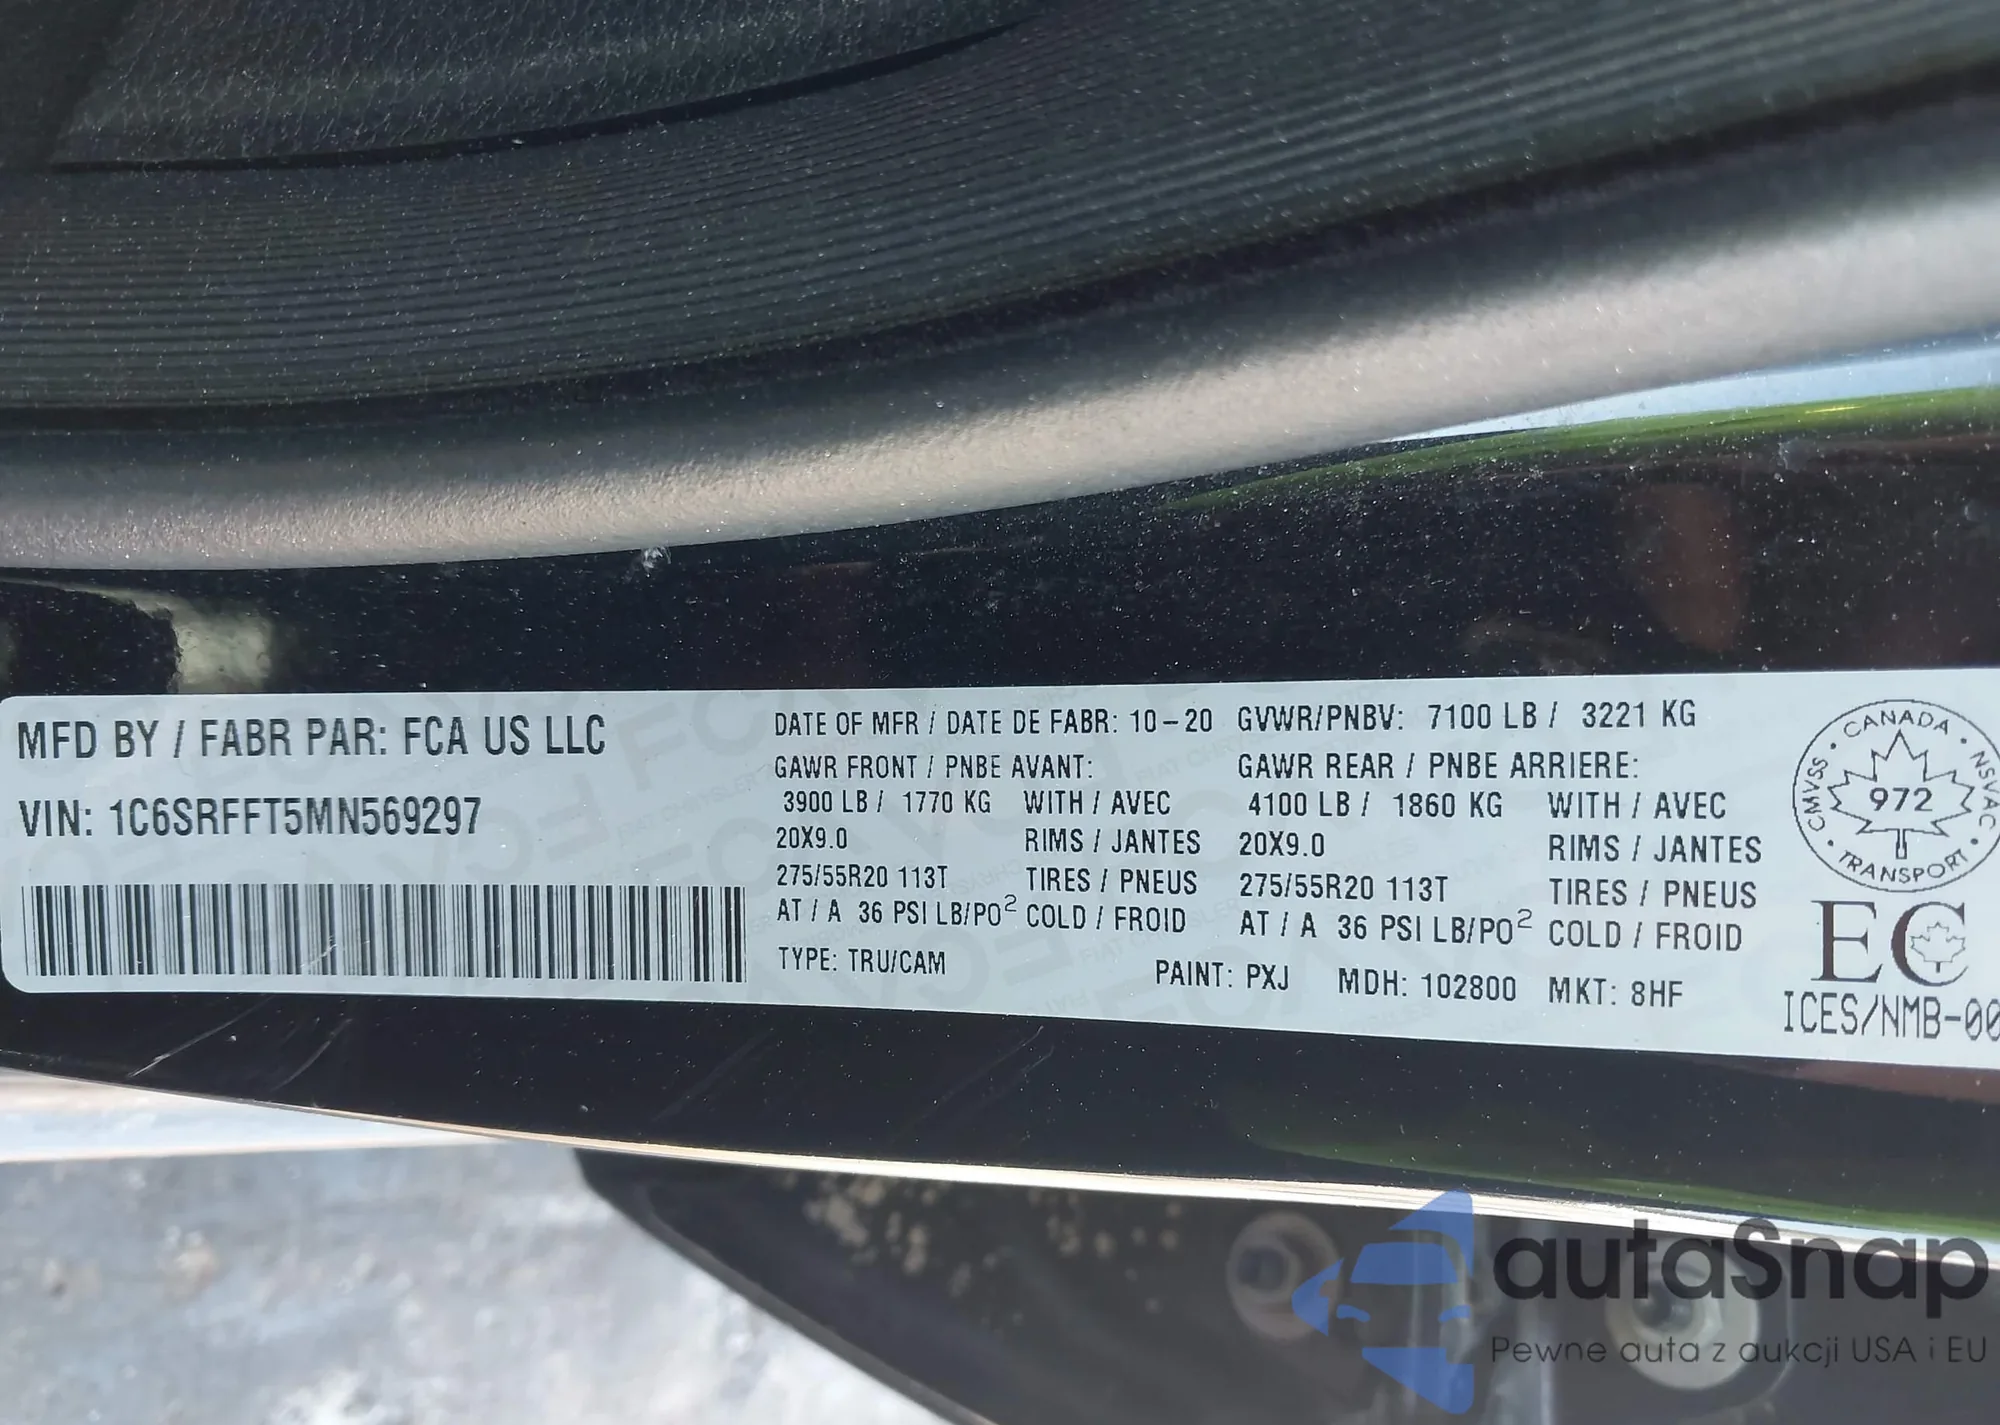 MFD BY / FABR PAR: FCA US LLC
VIN: 1C6SRFFT5MN569297
DATE OF MFR / DATE DE FABR: 10-20
GVWR/PNBV: 7100 LB / 3221 KG
GAWR FRONT / PNBE AVANT:
3900 LB / 1770 KG WITH / AVEC
20X9.0 RIMS / JANTES
275/55R20 113T TIRES / PNEUS
AT / A 36 PSI LB/PO² COLD / FROID
GAWR REAR / PNBE ARRIERE:
4100 LB / 1860 KG WITH / AVEC
20X9.0 RIMS / JANTES
275/55R20 113T TIRES / PNEUS
AT / A 36 PSI LB/PO² COLD / FROID
TYPE: TRU/CAM
PAINT: PXJ MDH: 102800 MKT: 8HF
CANADA • NSVAC • TRANSPORT • CMVSS •
972
EC
ICES/NMB-00
autaSnap
Pewne auta z aukcji USA i EU